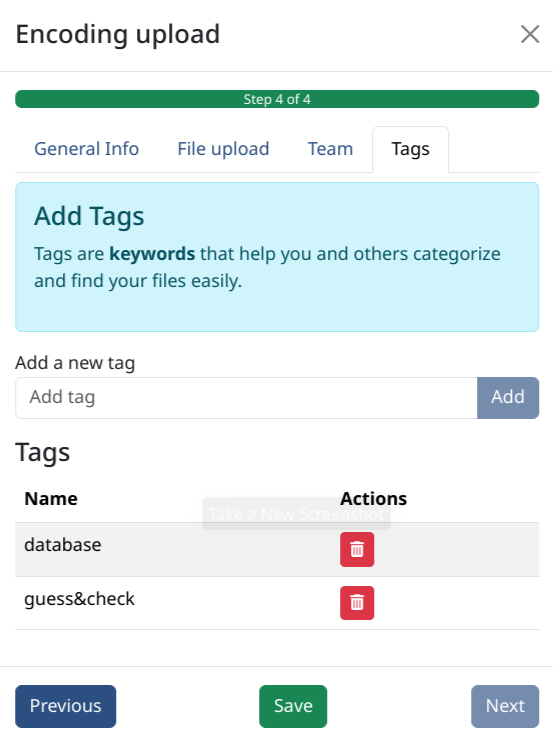 Encoding upload
Step 4 of 4
General Info File upload Team Tags
Add Tags
Tags are keywords that help you and others categorize
and find your files easily.
Add a new tag
Add tag Add
Tags
Name Actions
Take a New Screenshot
database
guess&check
Previous Save Next